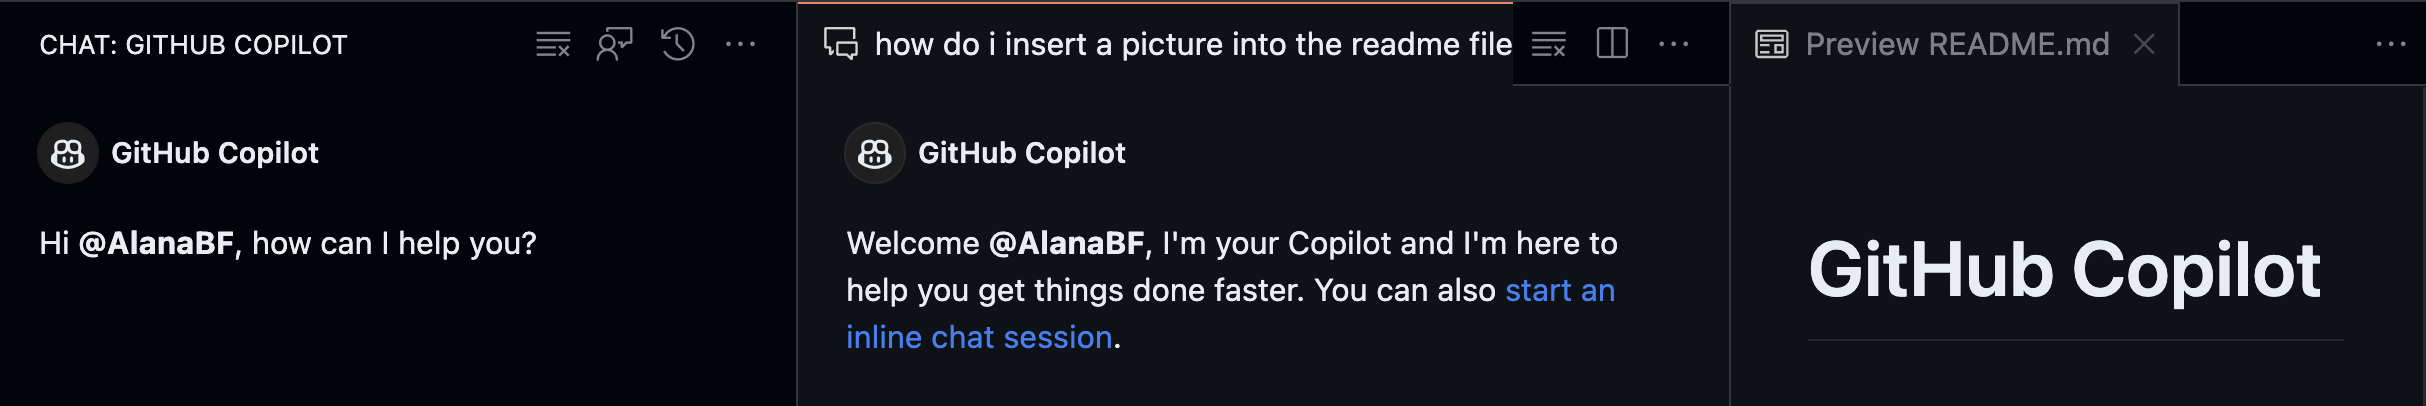 CHAT: GITHUB COPILOT
GitHub Copilot
Hi @AlanaBF, how can I help you?
how do i insert a picture into the readme file
GitHub Copilot
Welcome @AlanaBF, I'm your Copilot and I'm here to
help you get things done faster. You can also start an
inline chat session.
Preview README.md
GitHub Copilot